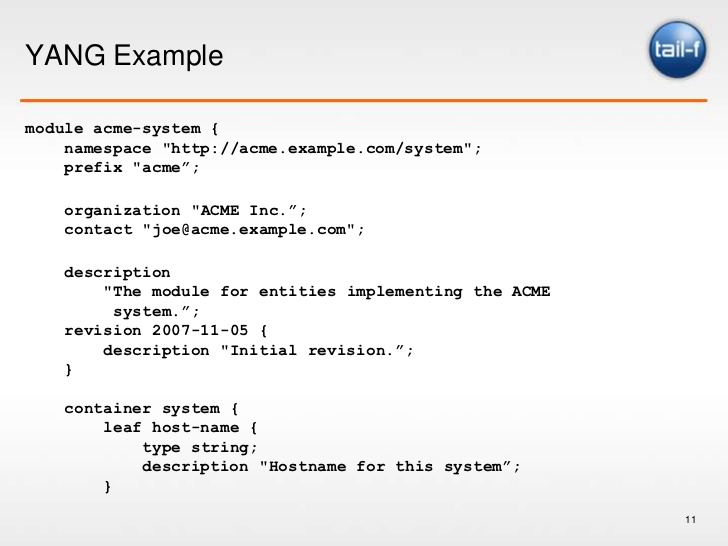 YANG Example
tail-f
module acme-system {
    namespace "http://acme.example.com/system";
    prefix "acme”;
    organization "ACME Inc.”;
    contact "joe@acme.example.com";
    description
        "The module for entities implementing the ACME
         system.”;
    revision 2007-11-05 {
        description "Initial revision.”;
    }
    container system {
        leaf host-name {
            type string;
            description "Hostname for this system”;
        }
11